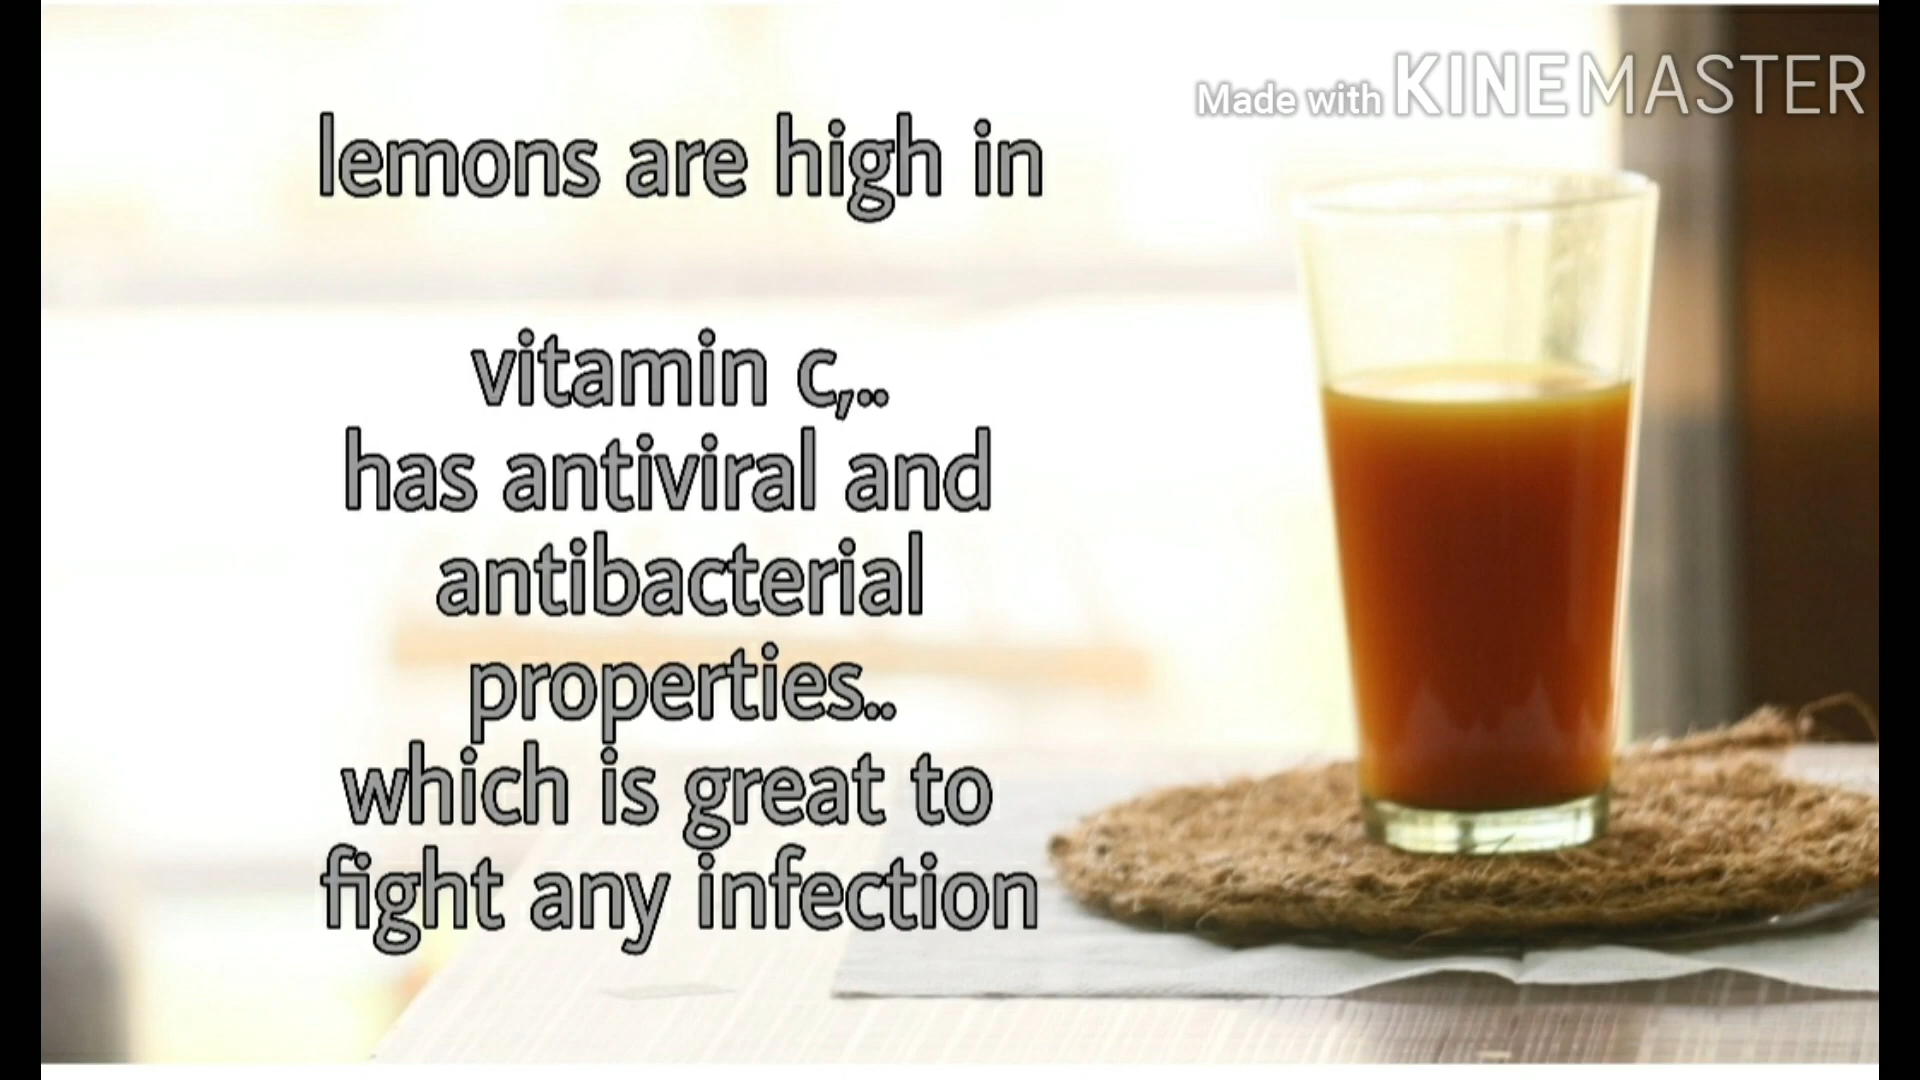 Made with KINEMASTER
lemons are high in
vitamin c,..
has antiviral and
antibacterial
properties..
which is great to
fight any infection